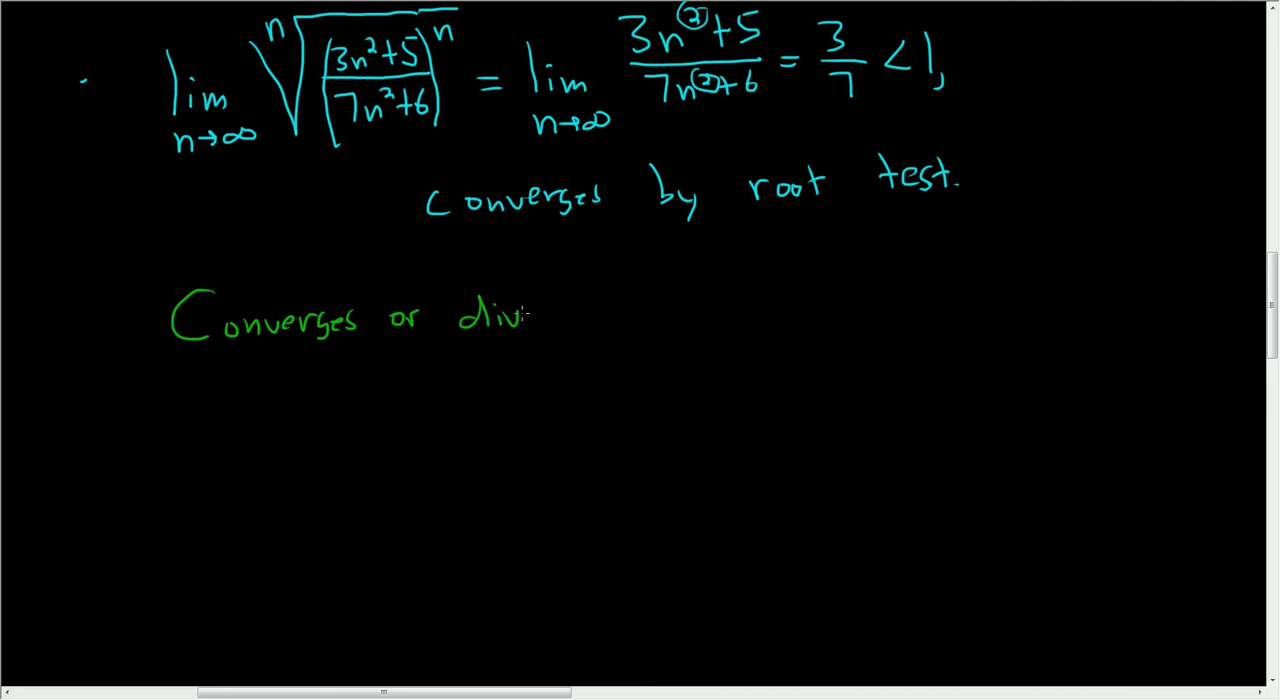 lim n→∞ ⁿ√((3n²+5)/(7n²+6))ⁿ = lim n→∞ (3n²+5)/(7n²+6) = 3/7 < 1,
converges by root test.
Converges or div